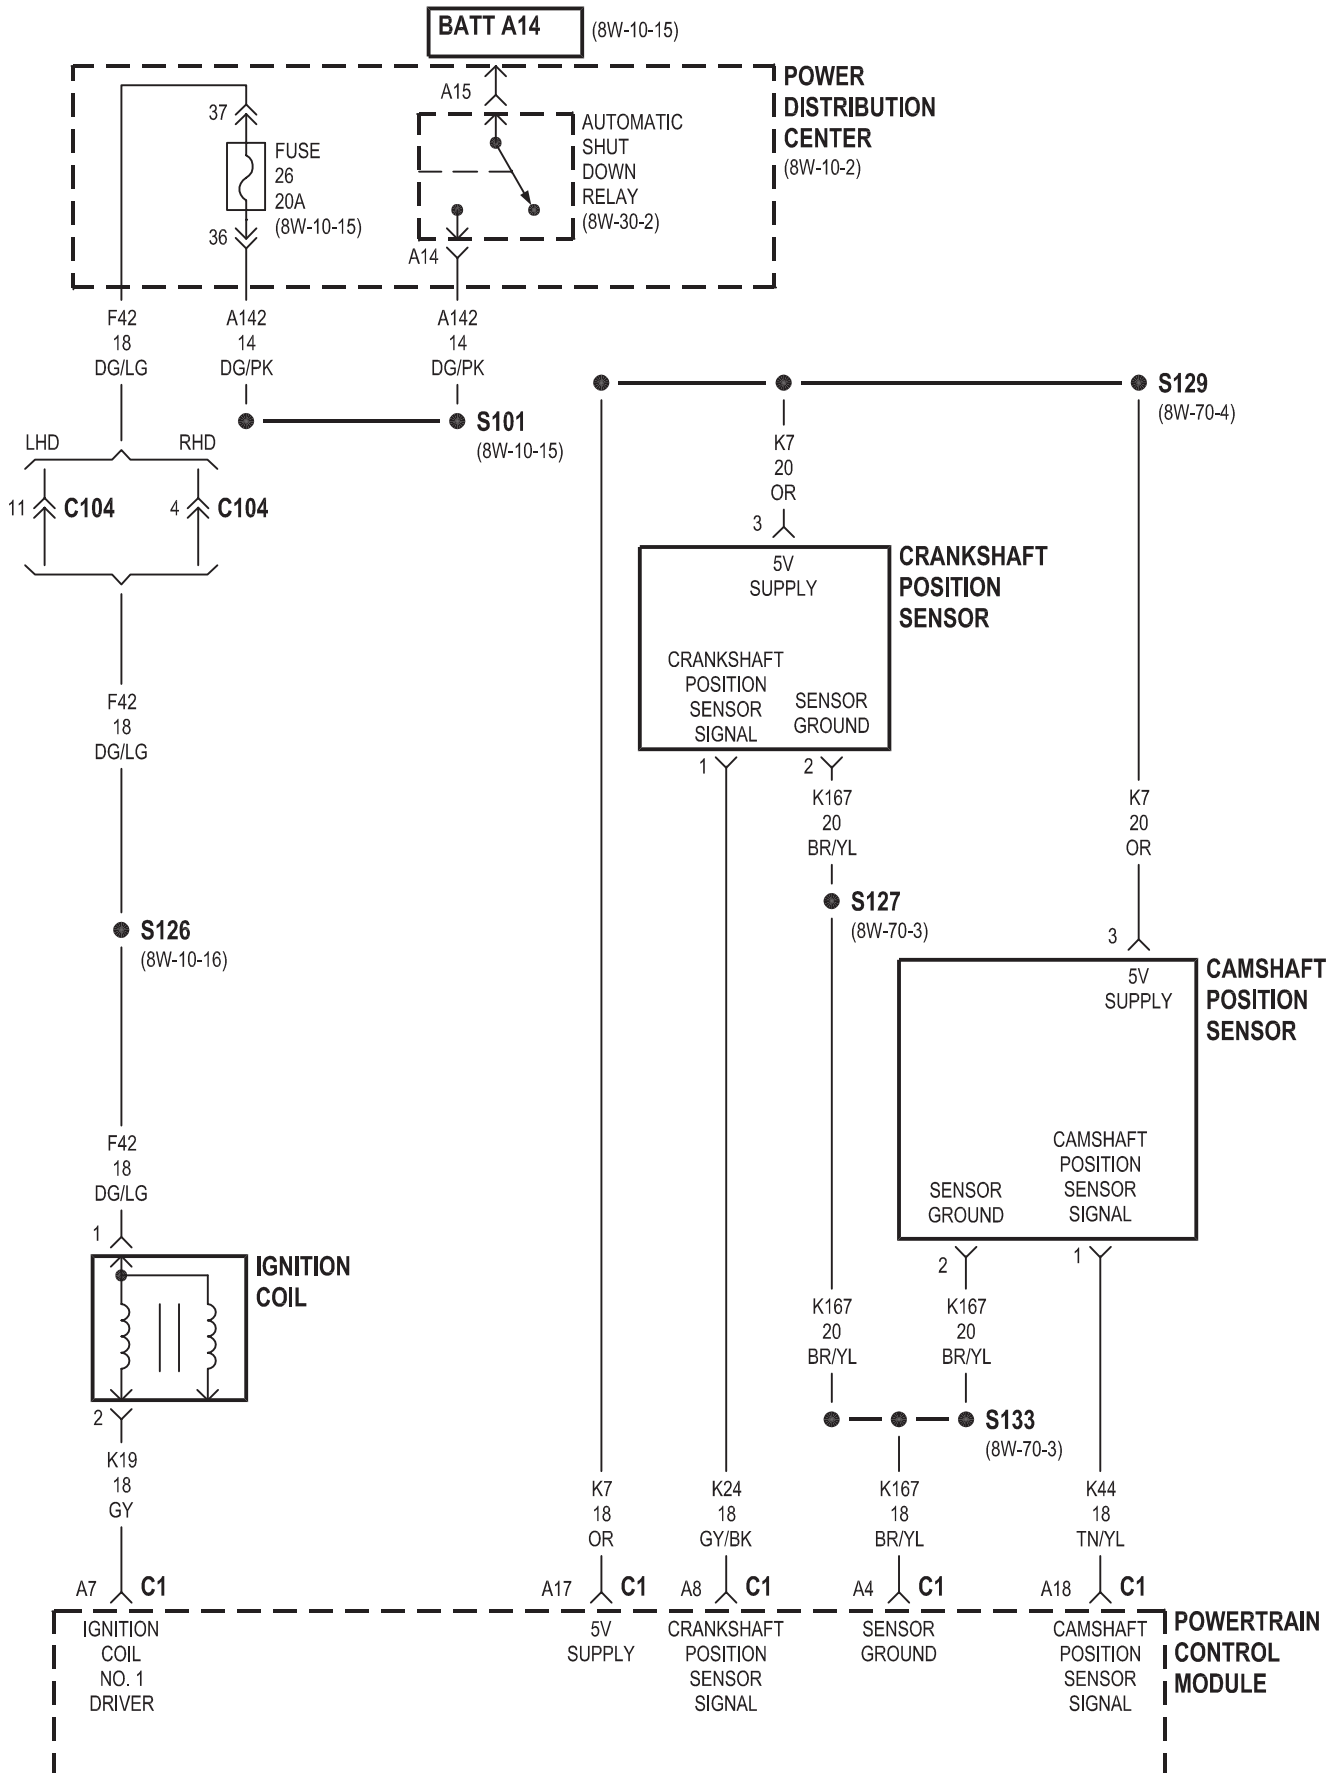 BATT A14
(8W-10-15)
POWER
DISTRIBUTION
CENTER
(8W-10-2)
A15
37
FUSE
26
20A
(8W-10-15)
36
AUTOMATIC
SHUT
DOWN
RELAY
(8W-30-2)
A14
F42
18
DG/LG
A142
14
DG/PK
A142
14
DG/PK
S101
(8W-10-15)
S129
(8W-70-4)
LHD
RHD
11
C104
4
C104
K7
20
OR
3
5V
SUPPLY
CRANKSHAFT
POSITION
SENSOR
CRANKSHAFT
POSITION
SENSOR
SIGNAL
SENSOR
GROUND
1
2
F42
18
DG/LG
K167
20
BR/YL
K7
20
OR
S127
(8W-70-3)
S126
(8W-10-16)
3
5V
SUPPLY
CAMSHAFT
POSITION
SENSOR
SENSOR
GROUND
CAMSHAFT
POSITION
SENSOR
SIGNAL
2
1
F42
18
DG/LG
1
IGNITION
COIL
2
K167
20
BR/YL
K167
20
BR/YL
S133
(8W-70-3)
K19
18
GY
K7
18
OR
K24
18
GY/BK
K167
18
BR/YL
K44
18
TN/YL
A7
C1
A17
C1
A8
C1
A4
C1
A18
C1
IGNITION
COIL
NO. 1
DRIVER
5V
SUPPLY
CRANKSHAFT
POSITION
SENSOR
SIGNAL
SENSOR
GROUND
CAMSHAFT
POSITION
SENSOR
SIGNAL
POWERTRAIN
CONTROL
MODULE